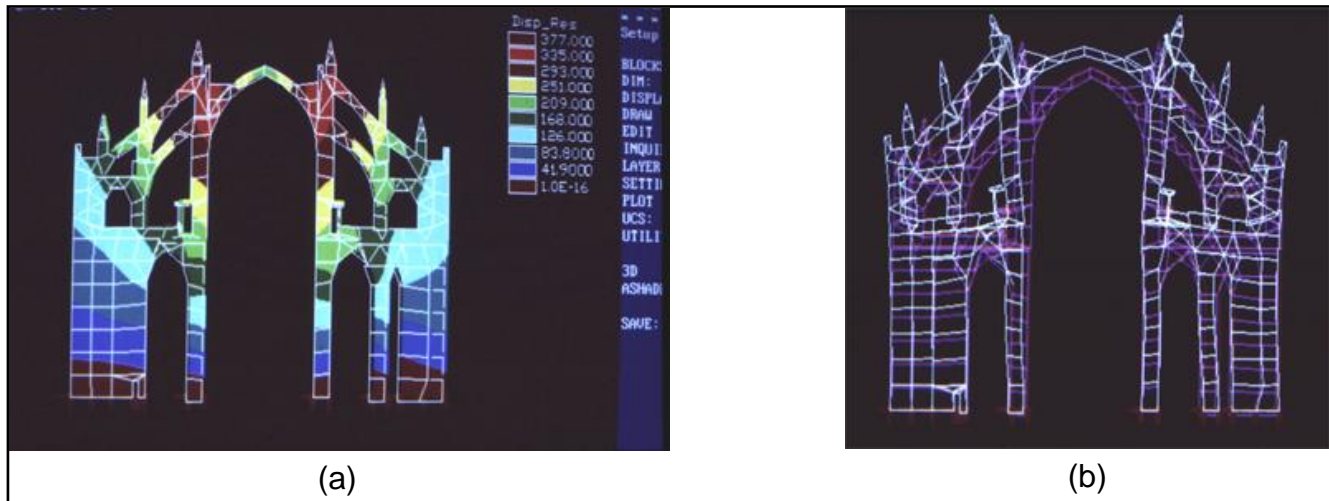 Disp_Res
377.000
335.000
293.000
251.000
209.000
168.000
126.000
83.8000
41.9000
1.0E-16
* * *
Setup
BLOCKS
DIM:
DISPLA
DRAW
EDIT
INQUI
LAYER
SETTI
PLOT
UCS:
UTILI
3D
ASHAD
SAVE:
(a)
(b)